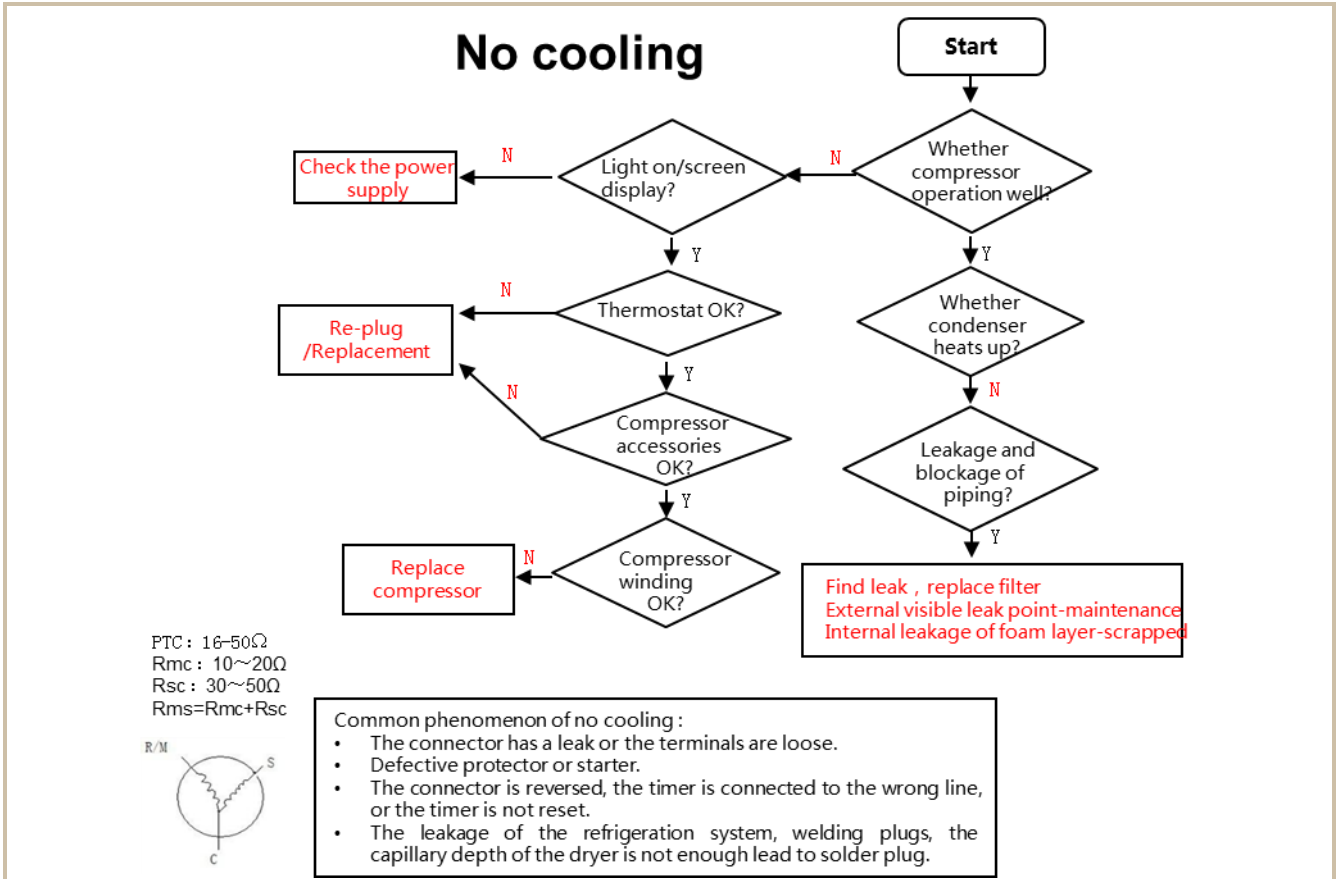 No cooling
Start
Whether
compressor
operation well?
N
Light on/screen
display?
N
Check the power
supply
Y
Y
Thermostat OK?
N
Re-plug
/Replacement
Whether
condenser
heats up?
Y
N
N
Compressor
accessories
OK?
Leakage and
blockage of
piping?
Y
Y
Compressor
winding
OK?
N
Replace
compressor
Find leak , replace filter
External visible leak point-maintenance
Internal leakage of foam layer-scrapped
PTC: 16-50Ω
Rmc: 10～20Ω
Rsc: 30～50Ω
Rms=Rmc+Rsc
R/M
S
C
Common phenomenon of no cooling :
• The connector has a leak or the terminals are loose.
• Defective protector or starter.
• The connector is reversed, the timer is connected to the wrong line,
or the timer is not reset.
• The leakage of the refrigeration system, welding plugs, the
capillary depth of the dryer is not enough lead to solder plug.